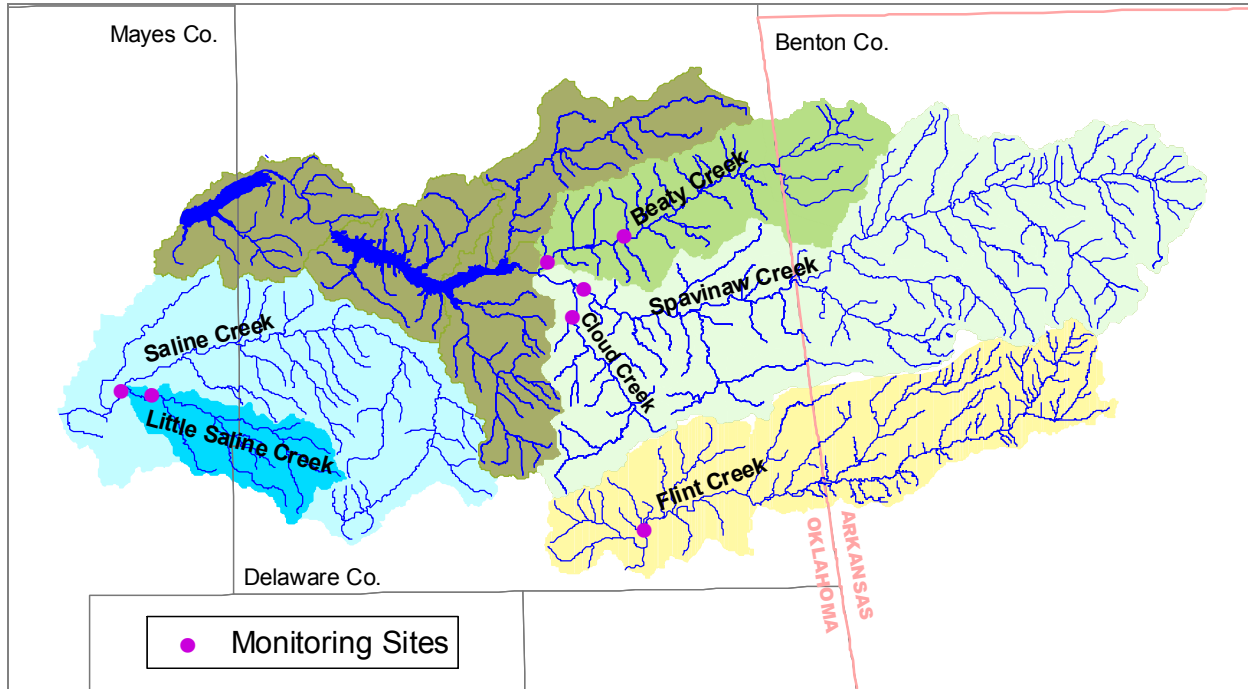 Mayes Co.
Benton Co.
Beaty Creek
Spavinaw Creek
Saline Creek
Cloud Creek
Little Saline Creek
Flint Creek
OKLAHOMA
ARKANSAS
Delaware Co.
Monitoring Sites